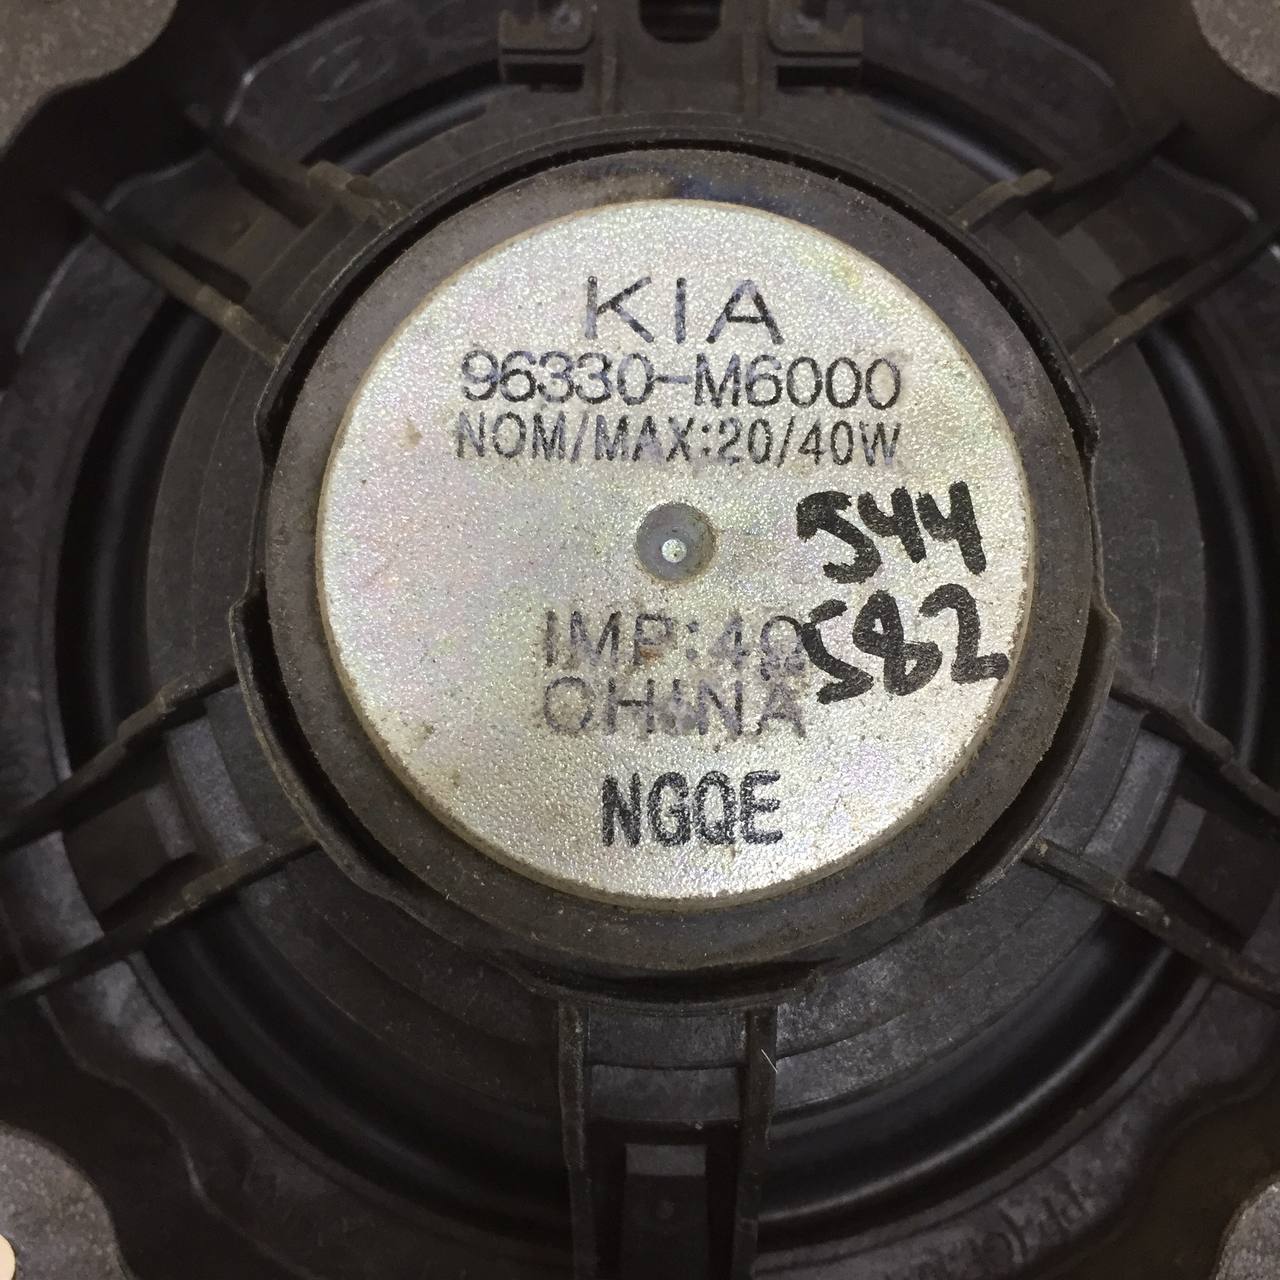 KIA
96330-M6000
NOM/MAX:20/40W
544
IMP:4Ω
582
CHINA
NGQE